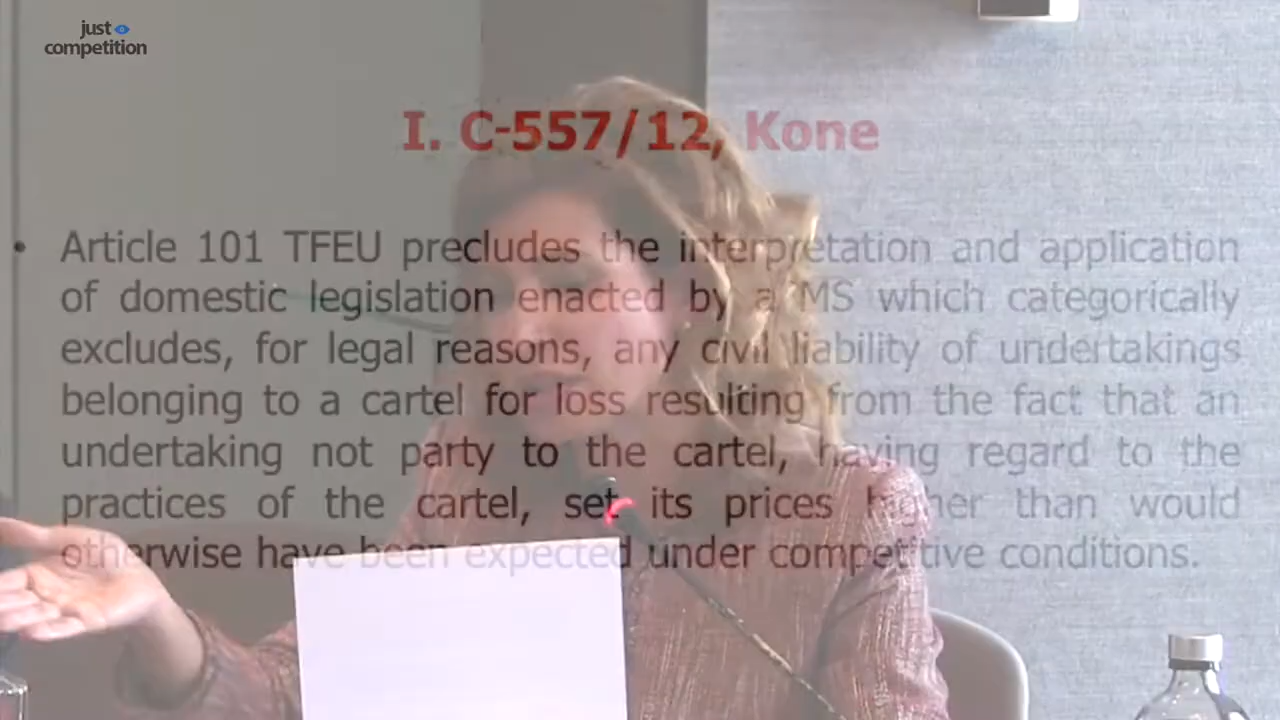 just
competition
I. C-557/12, Kone
• Article 101 TFEU precludes the interpretation and application
of domestic legislation enacted by a MS which categorically
excludes, for legal reasons, any civil liability of undertakings
belonging to a cartel for loss resulting from the fact that an
undertaking not party to the cartel, having regard to the
practices of the cartel, set its prices higher than would
otherwise have been expected under competitive conditions.